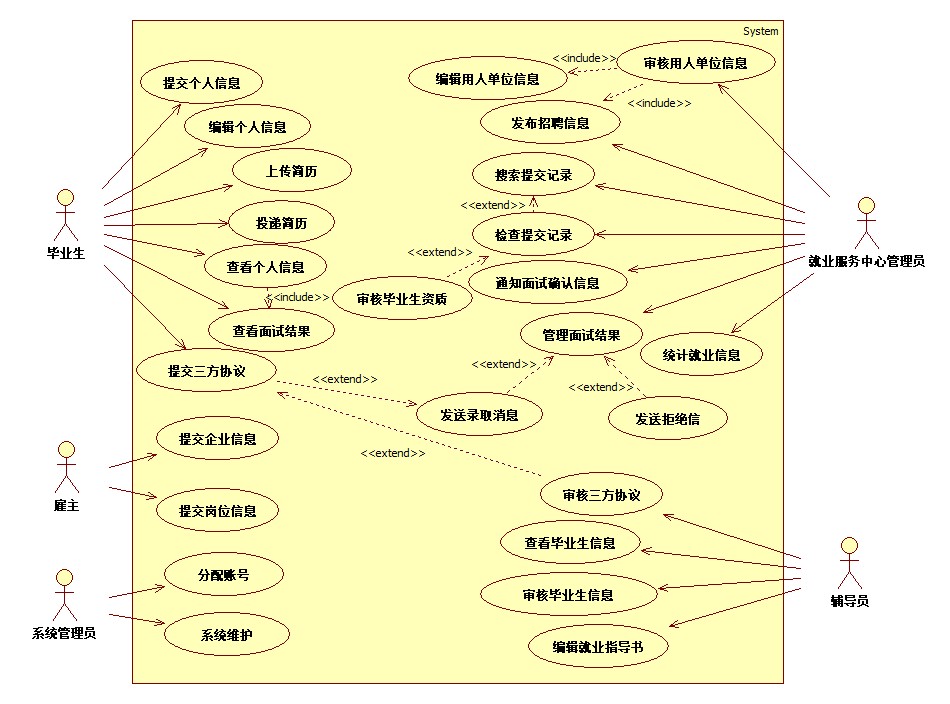 System
提交个人信息
编辑个人信息
上传简历
投递简历
查看个人信息
<<include>>
查看面试结果
提交三方协议
提交企业信息
提交岗位信息
分配账号
系统维护
毕业生
雇主
系统管理员
编辑用人单位信息
<<include>>
审核用人单位信息
<<include>>
发布招聘信息
搜索提交记录
<<extend>>
检查提交记录
<<extend>>
通知面试确认信息
审核毕业生资质
管理面试结果
统计就业信息
<<extend>>
<<extend>>
<<extend>>
发送录取消息
发送拒绝信
<<extend>>
审核三方协议
查看毕业生信息
审核毕业生信息
编辑就业指导书
就业服务中心管理员
辅导员